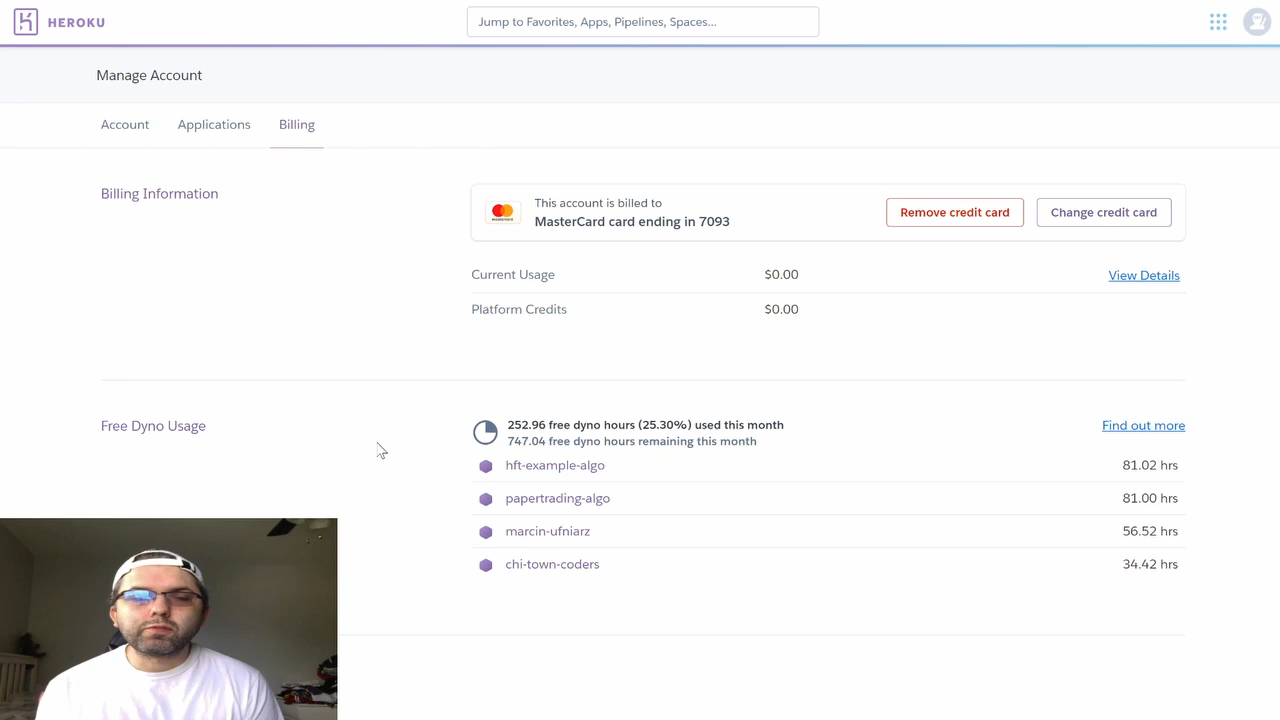 HEROKU
Jump to Favorites, Apps, Pipelines, Spaces...
Manage Account
Account
Applications
Billing
Billing Information
This account is billed to
MasterCard card ending in 7093
Remove credit card
Change credit card
Current Usage
$0.00
View Details
Platform Credits
$0.00
Free Dyno Usage
252.96 free dyno hours (25.30%) used this month
747.04 free dyno hours remaining this month
Find out more
hft-example-algo
81.02 hrs
papertrading-algo
81.00 hrs
marcin-ufniarz
56.52 hrs
chi-town-coders
34.42 hrs